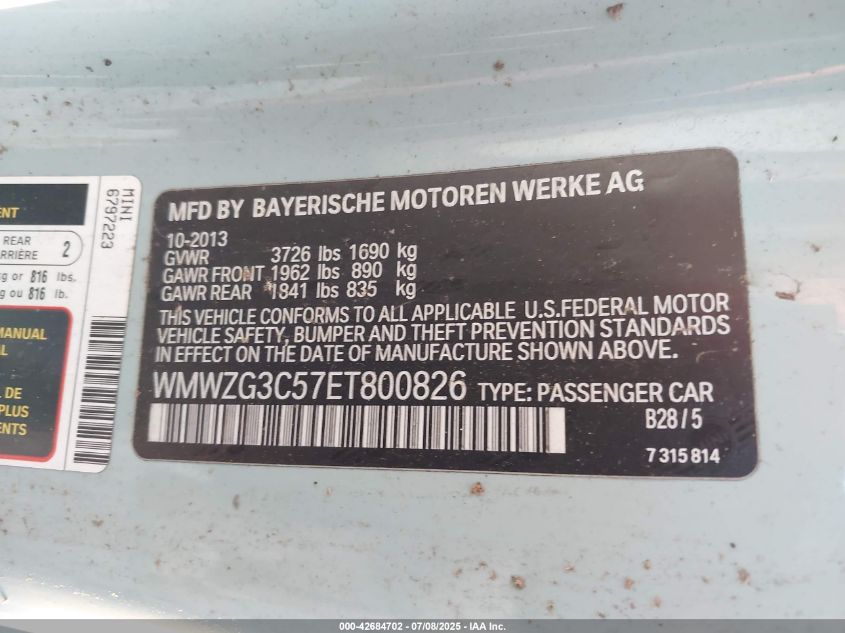 ENT
REAR 2
RRIÈRE
g or 816 lbs.
g ou 816 lb.
MANUAL
AL
DE
PLUS
ENTS
MINI
6797223
MFD BY BAYERISCHE MOTOREN WERKE AG
10-2013
GVWR 3726 lbs 1690 kg
GAWR FRONT 1962 lbs 890 kg
GAWR REAR 1841 lbs 835 kg
THIS VEHICLE CONFORMS TO ALL APPLICABLE U.S.FEDERAL MOTOR
VEHICLE SAFETY, BUMPER AND THEFT PREVENTION STANDARDS
IN EFFECT ON THE DATE OF MANUFACTURE SHOWN ABOVE.
WMWZG3C57ET800826 TYPE: PASSENGER CAR
B28/5
7 315 814
000-42684702 - 07/08/2025 - IAA Inc.